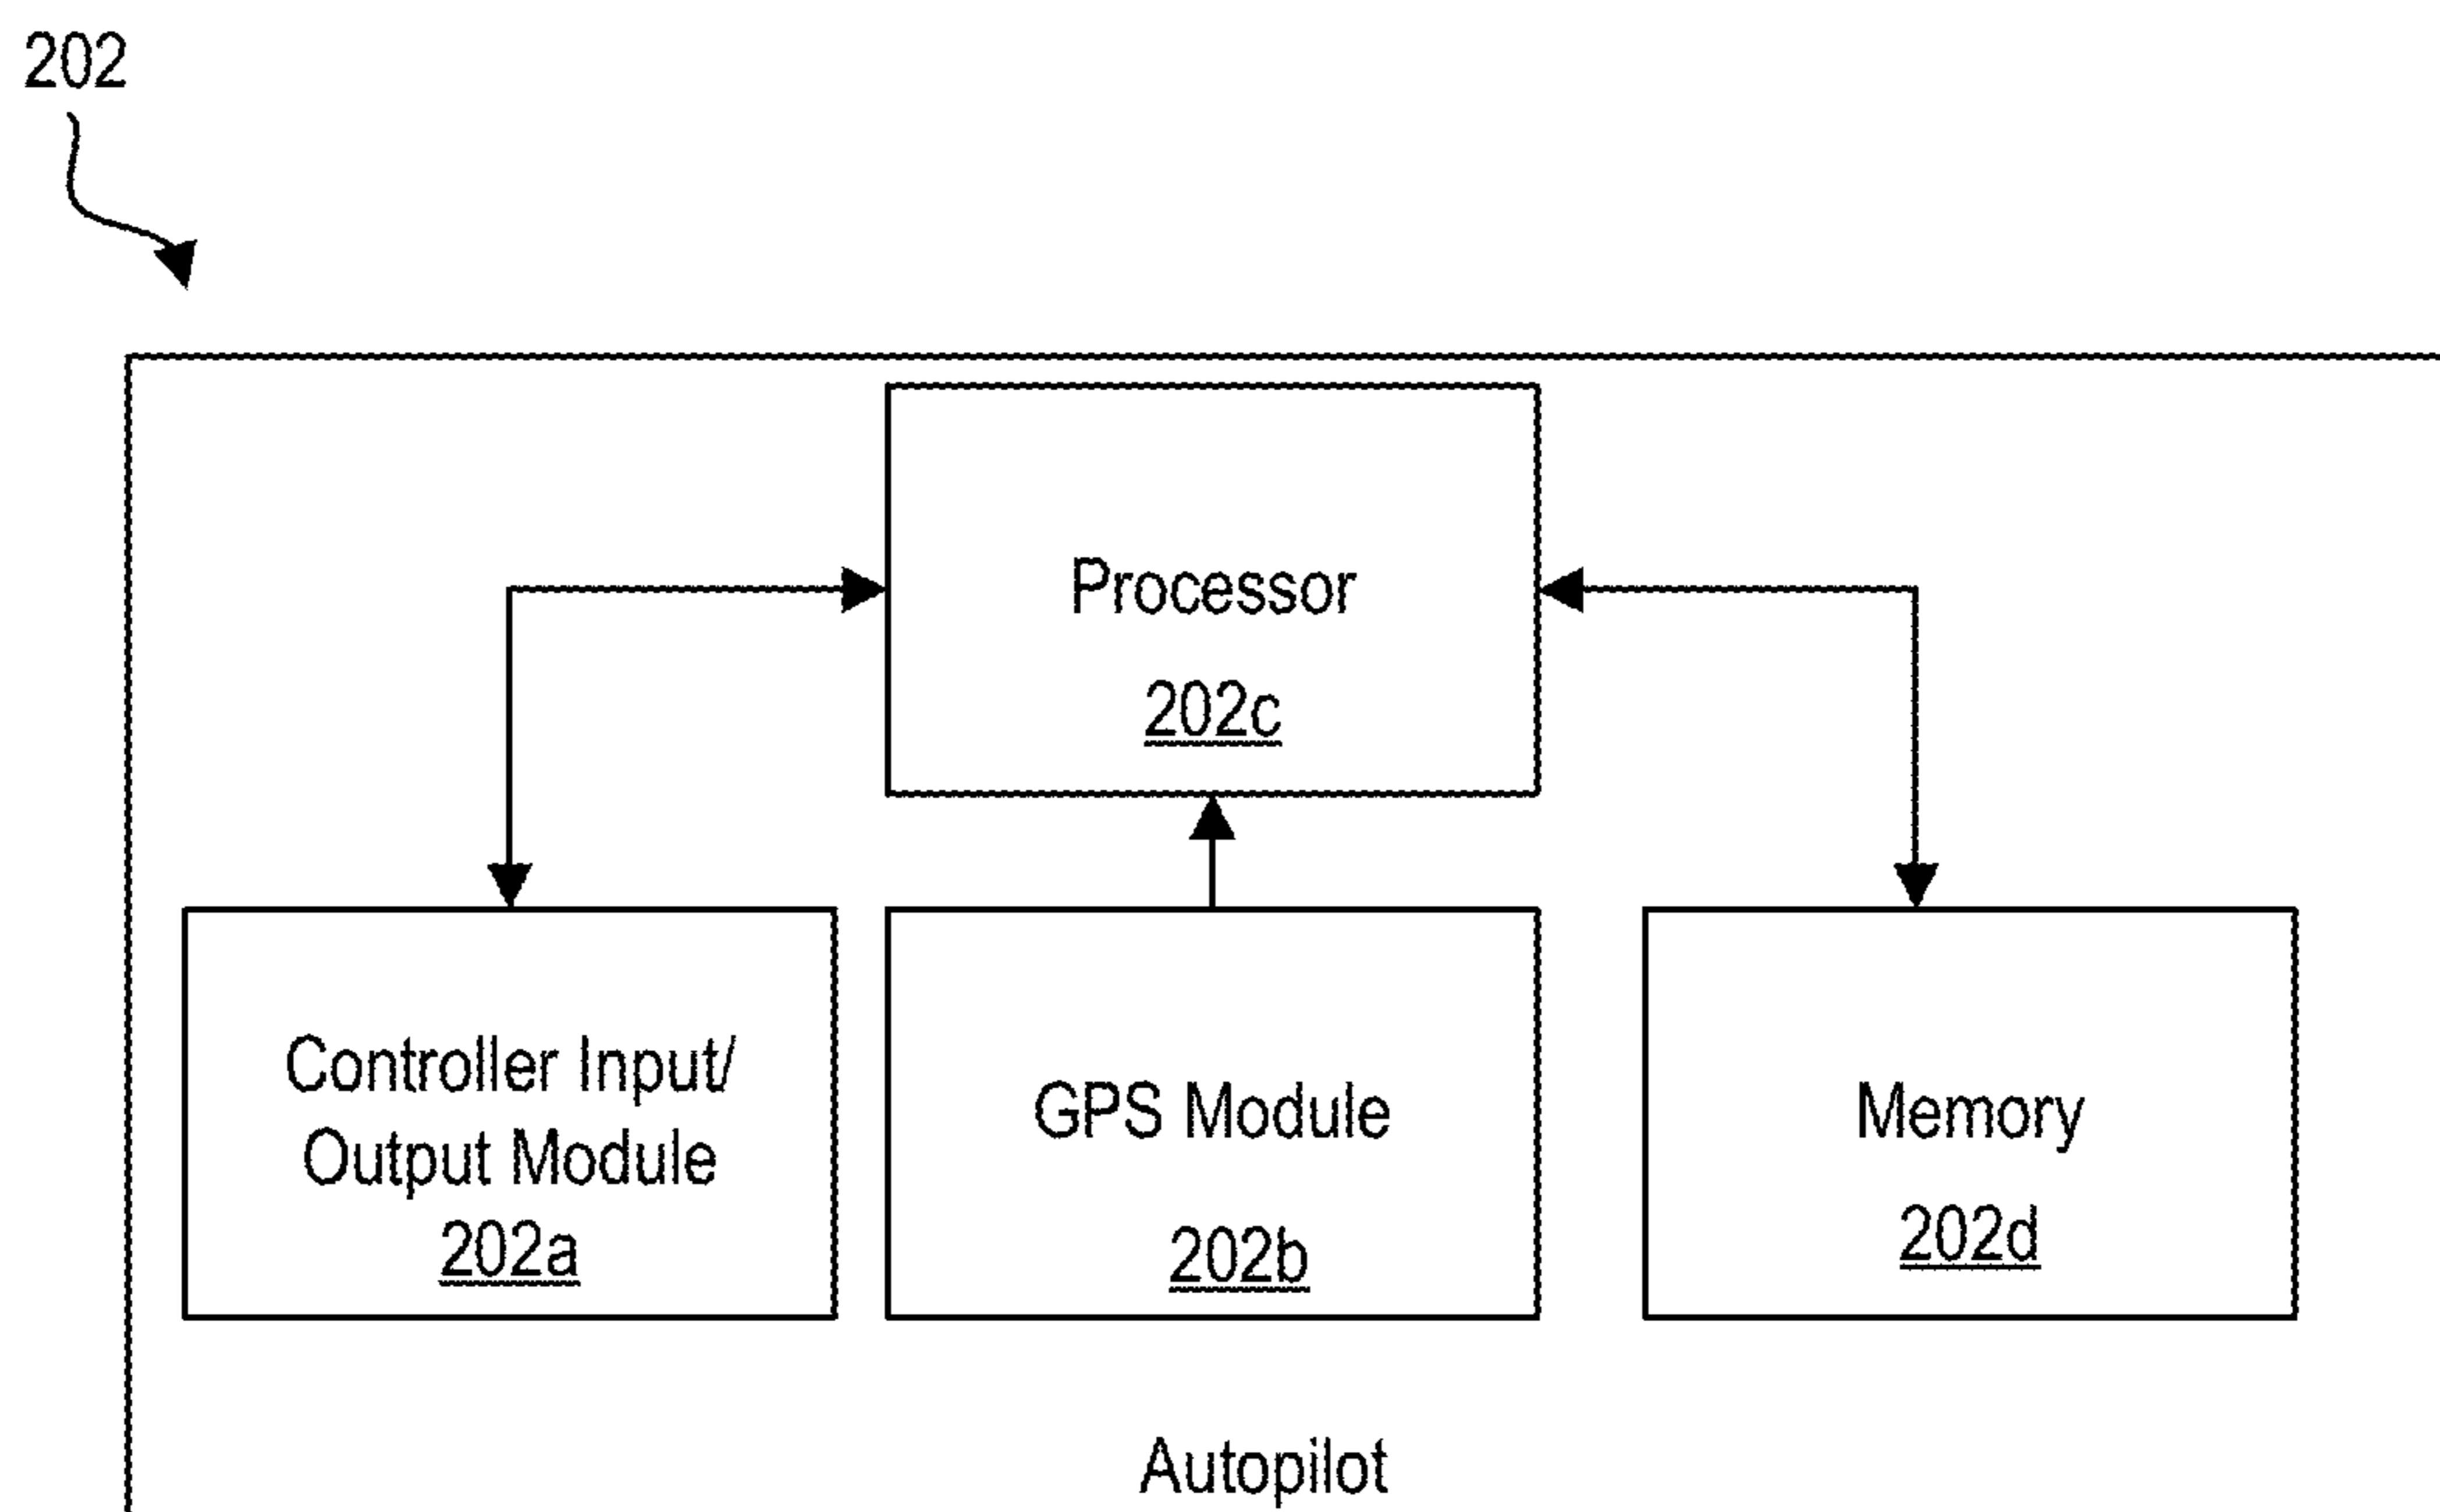 202
Processor
202c
Controller Input/
Output Module
202a
GPS Module
202b
Memory
202d
Autopilot